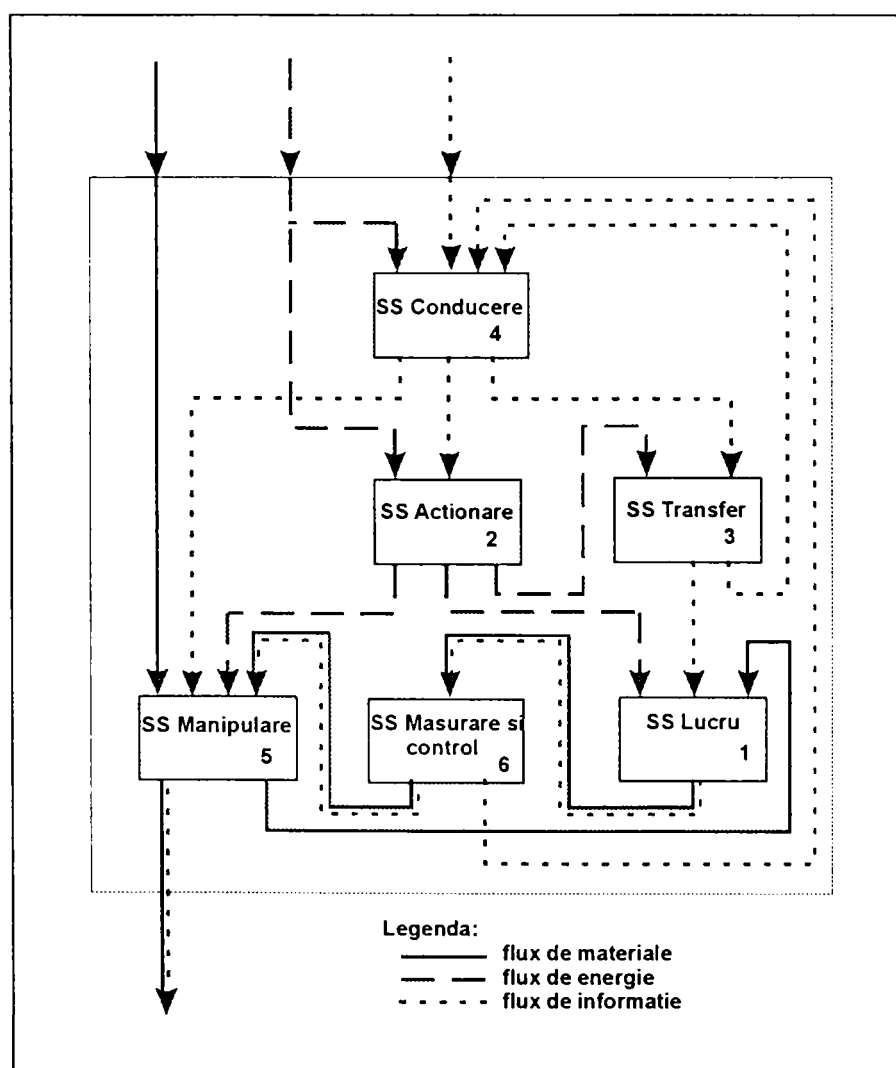 SS Conducere
4
SS Actionare
2
SS Transfer
3
SS Manipulare
5
SS Masurare si
control
6
SS Lucru
1
Legenda:
flux de materiale
flux de energie
flux de informatie